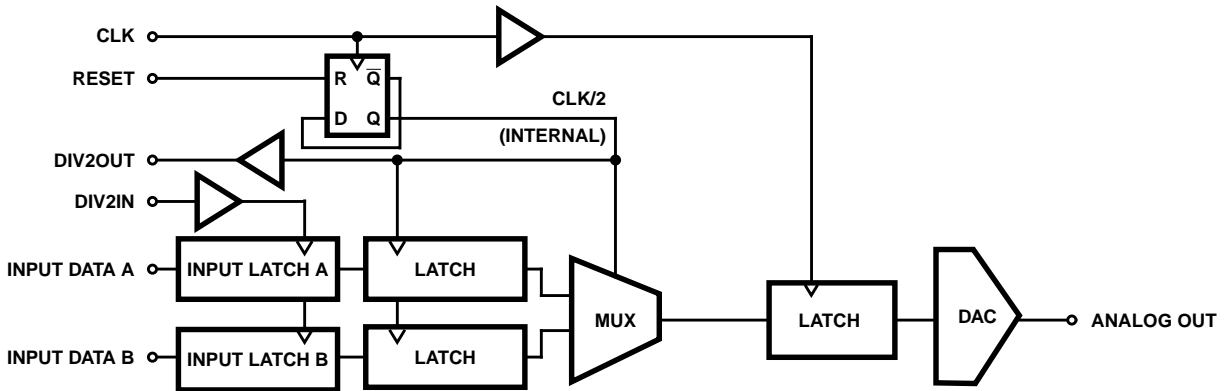 CLK
RESET
R Q̅
D Q
CLK/2
(INTERNAL)
DIV2OUT
DIV2IN
INPUT DATA A
INPUT LATCH A
LATCH
MUX
LATCH
DAC
ANALOG OUT
INPUT DATA B
INPUT LATCH B
LATCH